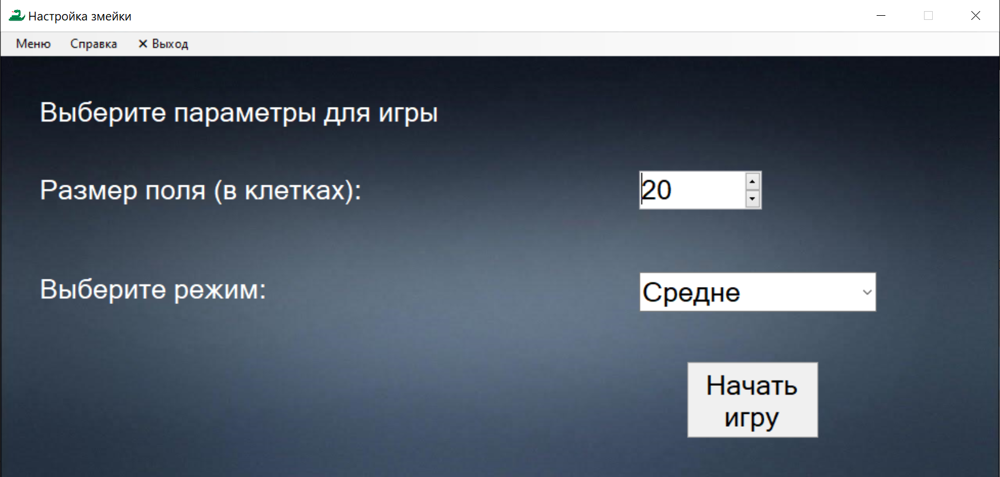 Настройка змейки
Меню Справка ✕ Выход
Выберите параметры для игры
Размер поля (в клетках): 20
Выберите режим: Средне
Начать
игру